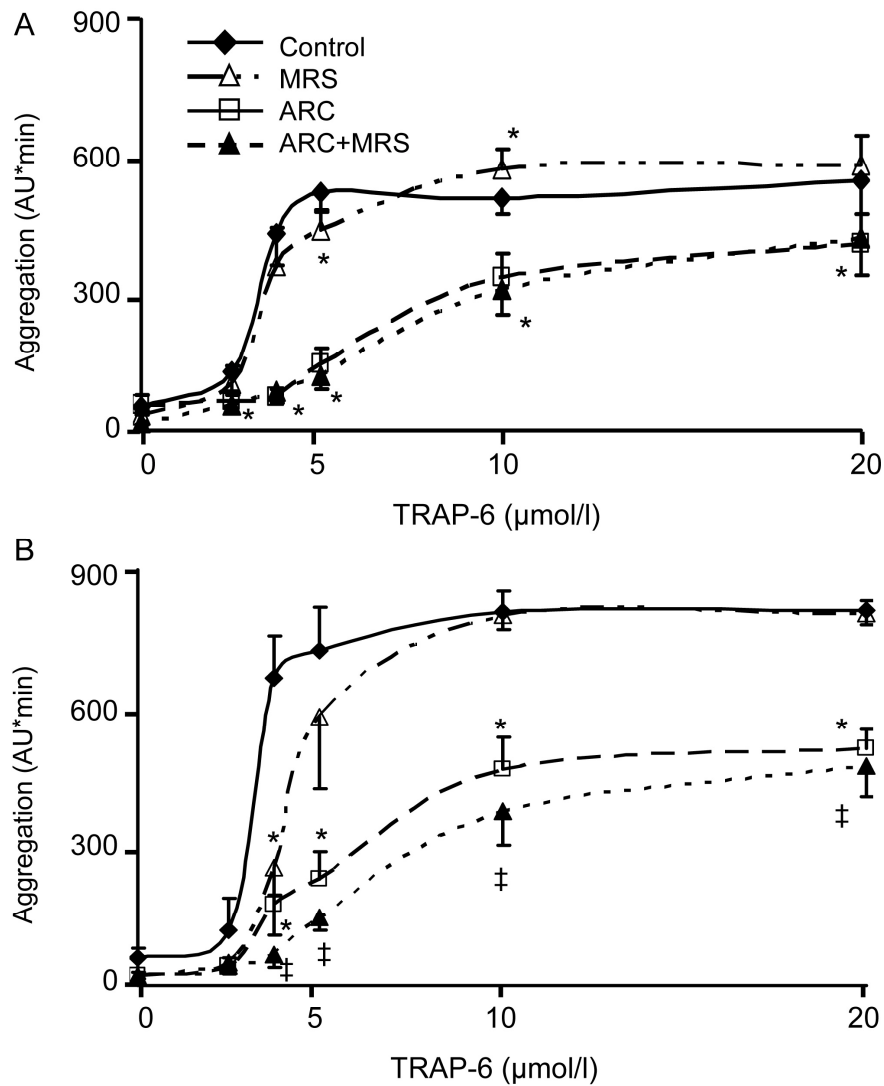 A
900
600
300
0
Aggregation (AU*min)
Control
MRS
ARC
ARC+MRS
*
*
*
*
*
*
*
0 5 10 20
TRAP-6 (µmol/l)
B
900
600
300
0
Aggregation (AU*min)
*
*
*
*
*
‡
‡
‡
‡
0 5 10 20
TRAP-6 (µmol/l)